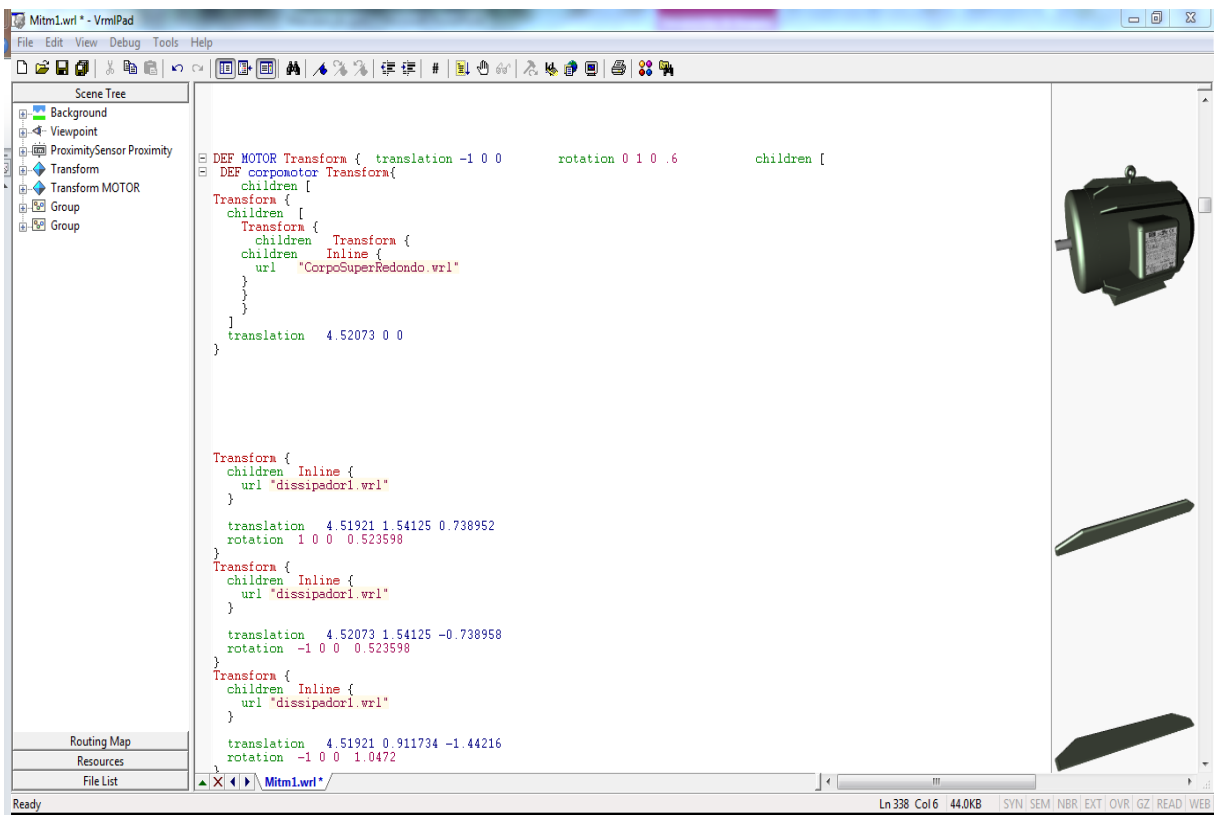 Mitm1.wrl * - VrmlPad
File Edit View Debug Tools Help
Scene Tree
Background
Viewpoint
ProximitySensor Proximity
Transform
Transform MOTOR
Group
Group
Routing Map
Resources
File List
DEF MOTOR Transform { translation -1 0 0 rotation 0 1 0 .6 children [
DEF corpomotor Transform{
children [
Transform {
children [
Transform {
children Transform {
children Inline {
url "CorpoSuperRedondo.wrl"
}
}
}
]
translation 4.52073 0 0
}
Transform {
children Inline {
url "dissipador1.wrl"
}
translation 4.51921 1.54125 0.738952
rotation 1 0 0 0.523598
}
Transform {
children Inline {
url "dissipador1.wrl"
}
translation 4.52073 1.54125 -0.738958
rotation -1 0 0 0.523598
}
Transform {
children Inline {
url "dissipador1.wrl"
}
translation 4.51921 0.911734 -1.44216
rotation -1 0 0 1.0472
}
Mitm1.wrl *
Ready Ln 338 Col 6 44.0KB SYN SEM NBR EXT OVR GZ READ WEB